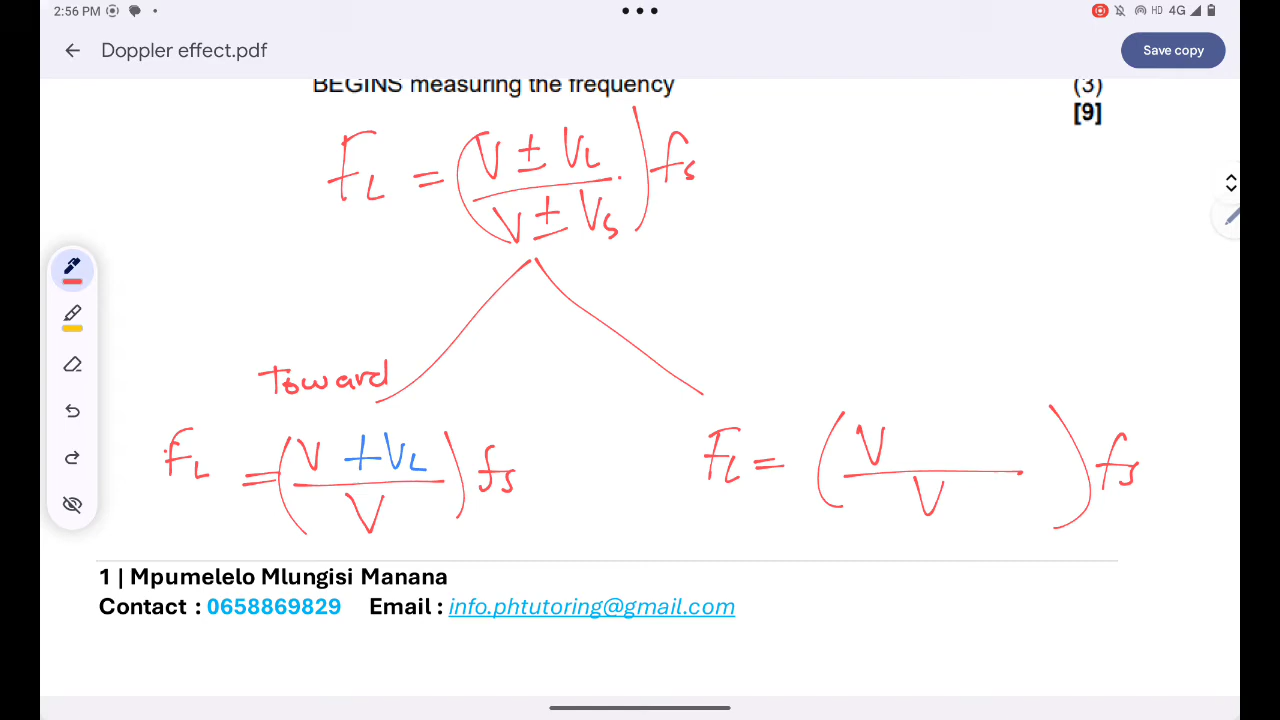 2:56 PM HD 4G
Doppler effect.pdf Save copy
BEGINS measuring the frequency (3)
[9]
FL = (V ± VL / V ± Vs) fs
Toward
fL = (V + VL / V) fs
FL = (V / V) fs
1 | Mpumelelo Mlungisi Manana
Contact : 0658869829 Email : info.phtutoring@gmail.com